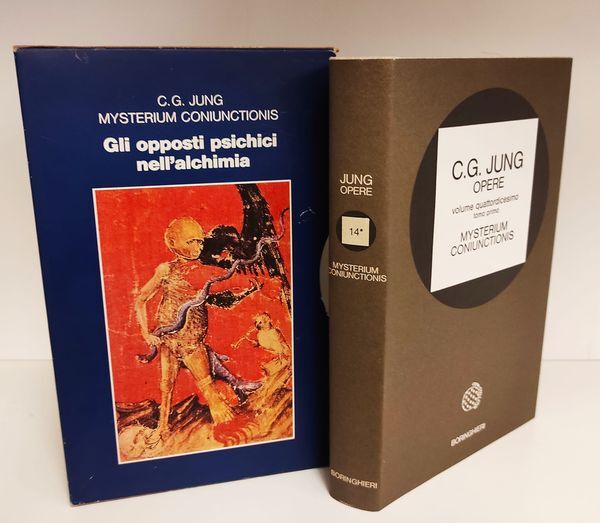 C.G. JUNG
MYSTERIUM CONIUNCTIONIS
Gli opposti psichici
nell'alchimia
JUNG
OPERE
14*
MYSTERIUM
CONIUNCTIONIS
BORINGHIERI
C.G. JUNG
OPERE
volume quattordicesimo
tomo primo
MYSTERIUM
CONIUNCTIONIS
BORINGHIERI